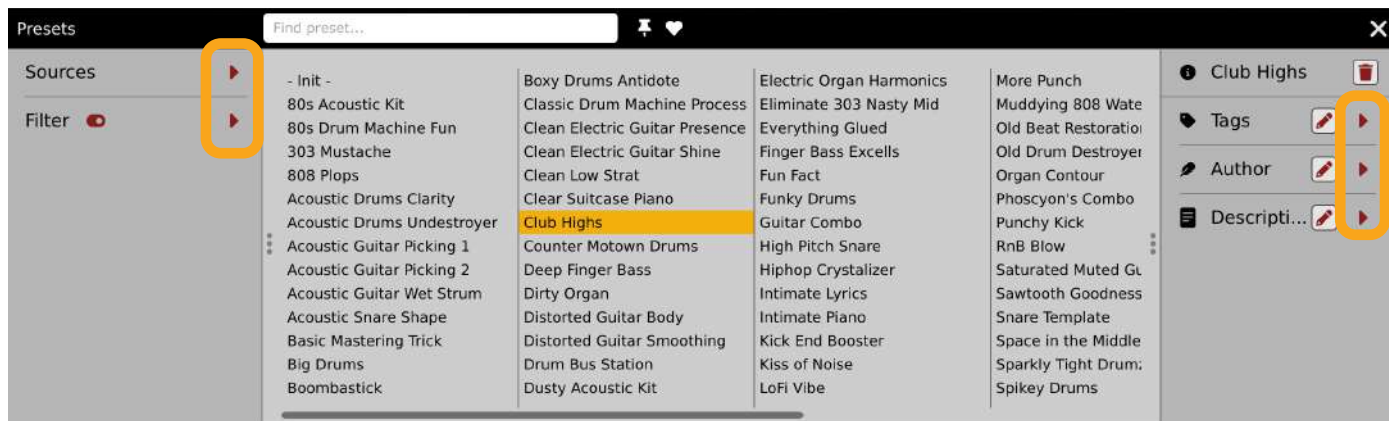 Presets
Find preset...
Sources
Filter
- Init -
80s Acoustic Kit
80s Drum Machine Fun
303 Mustache
808 Plops
Acoustic Drums Clarity
Acoustic Drums Undestroyer
Acoustic Guitar Picking 1
Acoustic Guitar Picking 2
Acoustic Guitar Wet Strum
Acoustic Snare Shape
Basic Mastering Trick
Big Drums
Boombastick
Boxy Drums Antidote
Classic Drum Machine Process
Clean Electric Guitar Presence
Clean Electric Guitar Shine
Clean Low Strat
Clear Suitcase Piano
Club Highs
Counter Motown Drums
Deep Finger Bass
Dirty Organ
Distorted Guitar Body
Distorted Guitar Smoothing
Drum Bus Station
Dusty Acoustic Kit
Electric Organ Harmonics
Eliminate 303 Nasty Mid
Everything Glued
Finger Bass Excells
Fun Fact
Funky Drums
Guitar Combo
High Pitch Snare
Hiphop Crystalizer
Intimate Lyrics
Intimate Piano
Kick End Booster
Kiss of Noise
LoFi Vibe
More Punch
Muddying 808 Wate
Old Beat Restoratio
Old Drum Destroyer
Organ Contour
Phoscyon's Combo
Punchy Kick
RnB Blow
Saturated Muted Gu
Sawtooth Goodness
Snare Template
Space in the Middle
Sparkly Tight Drum
Spikey Drums
Club Highs
Tags
Author
Descripti...